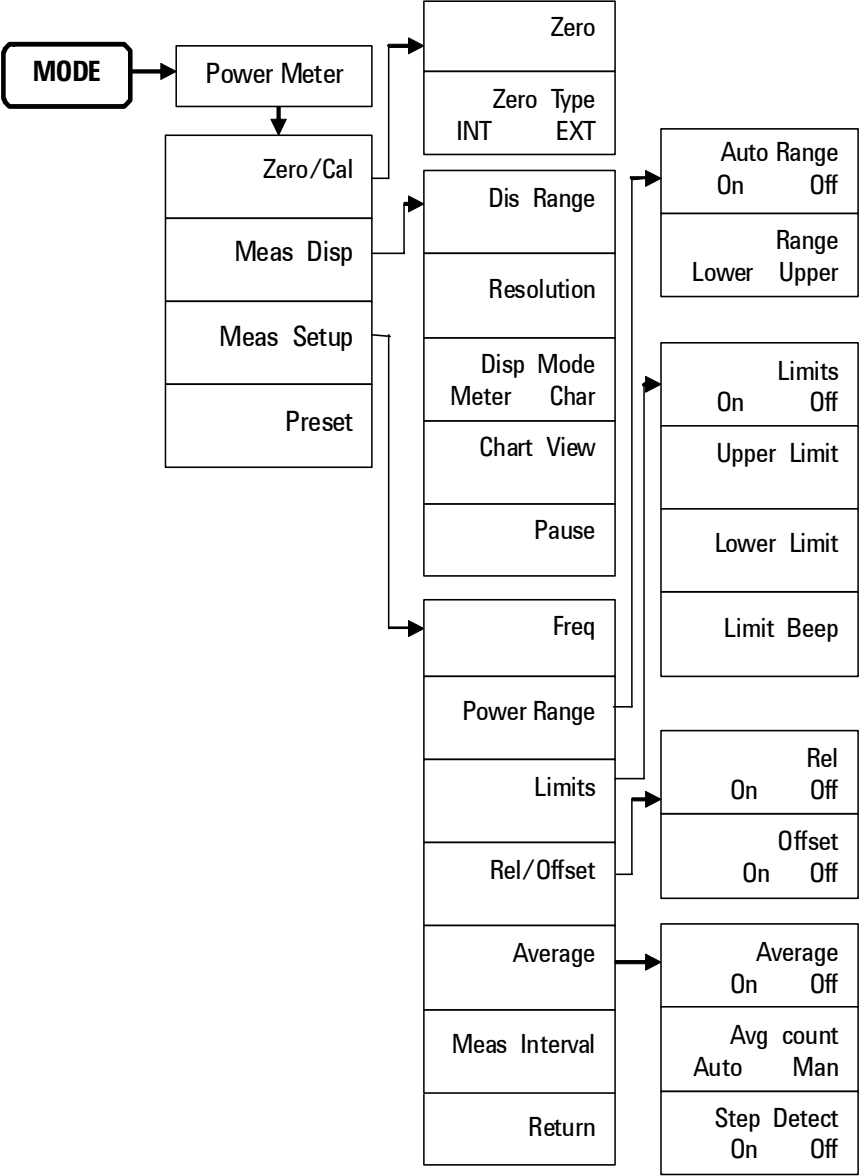 MODE
Power Meter
Zero/Cal
Meas Disp
Meas Setup
Preset
Zero
Zero Type
INT EXT
Dis Range
Resolution
Disp Mode
Meter Char
Chart View
Pause
Freq
Power Range
Limits
Rel/Offset
Average
Meas Interval
Return
Auto Range
On Off
Range
Lower Upper
Limits
On Off
Upper Limit
Lower Limit
Limit Beep
Rel
On Off
Offset
On Off
Average
On Off
Avg count
Auto Man
Step Detect
On Off